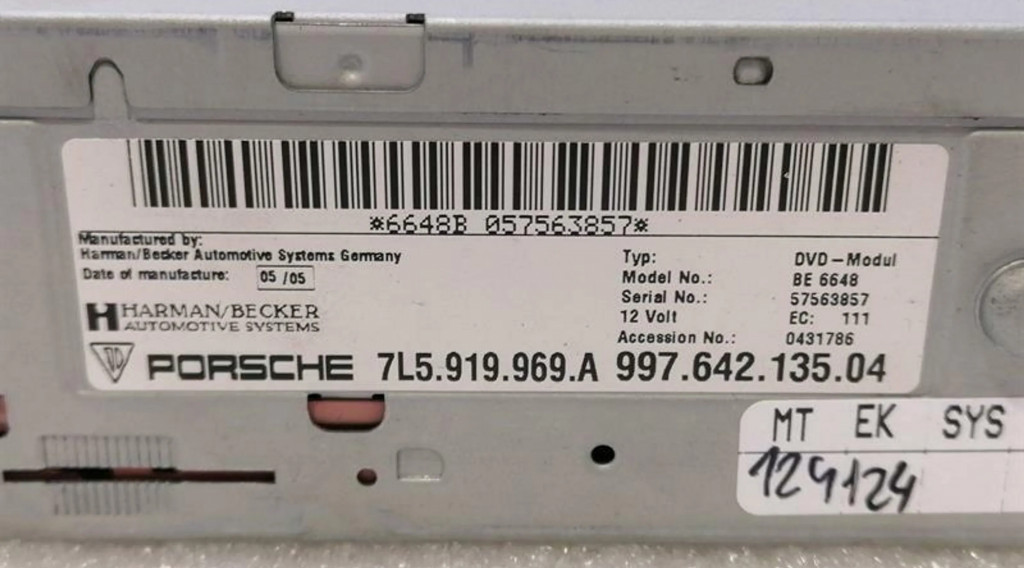 *6648B 057563857*
Manufactured by:
Harman/Becker Automotive Systems Germany
Date of manufacture: 05/05
HARMAN/BECKER
AUTOMOTIVE SYSTEMS
Typ: DVD-Modul
Model No.: BE 6648
Serial No.: 57563857
12 Volt EC: 111
Accession No.: 0431786
PORSCHE 7L5.919.969.A 997.642.135.04
MT EK SYS
124124